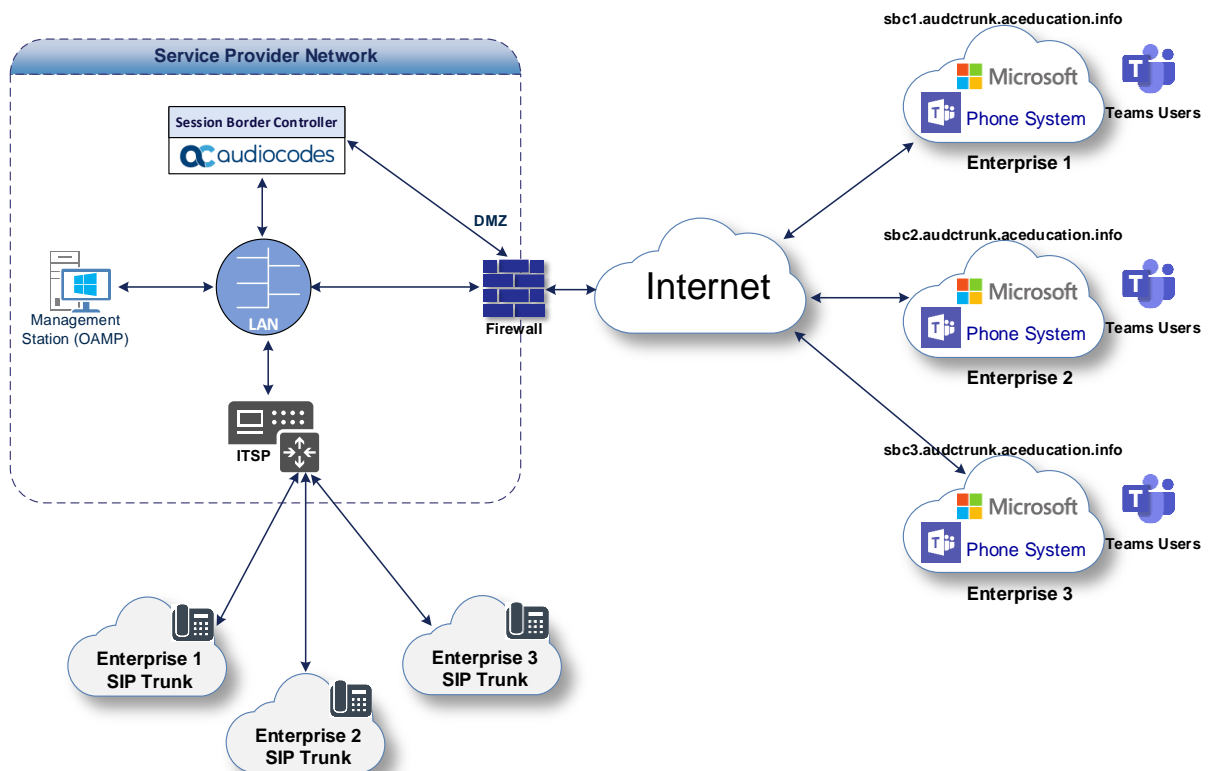 sbc1.audctrunk.aceducation.info
Service Provider Network
Microsoft
Phone System
Teams Users
Enterprise 1
Session Border Controller
audiocodes
DMZ
sbc2.audctrunk.aceducation.info
Microsoft
Phone System
Teams Users
Enterprise 2
Internet
Management
Station (OAMP)
LAN
Firewall
ITSP
sbc3.audctrunk.aceducation.info
Microsoft
Phone System
Teams Users
Enterprise 3
Enterprise 1
SIP Trunk
Enterprise 3
SIP Trunk
Enterprise 2
SIP Trunk